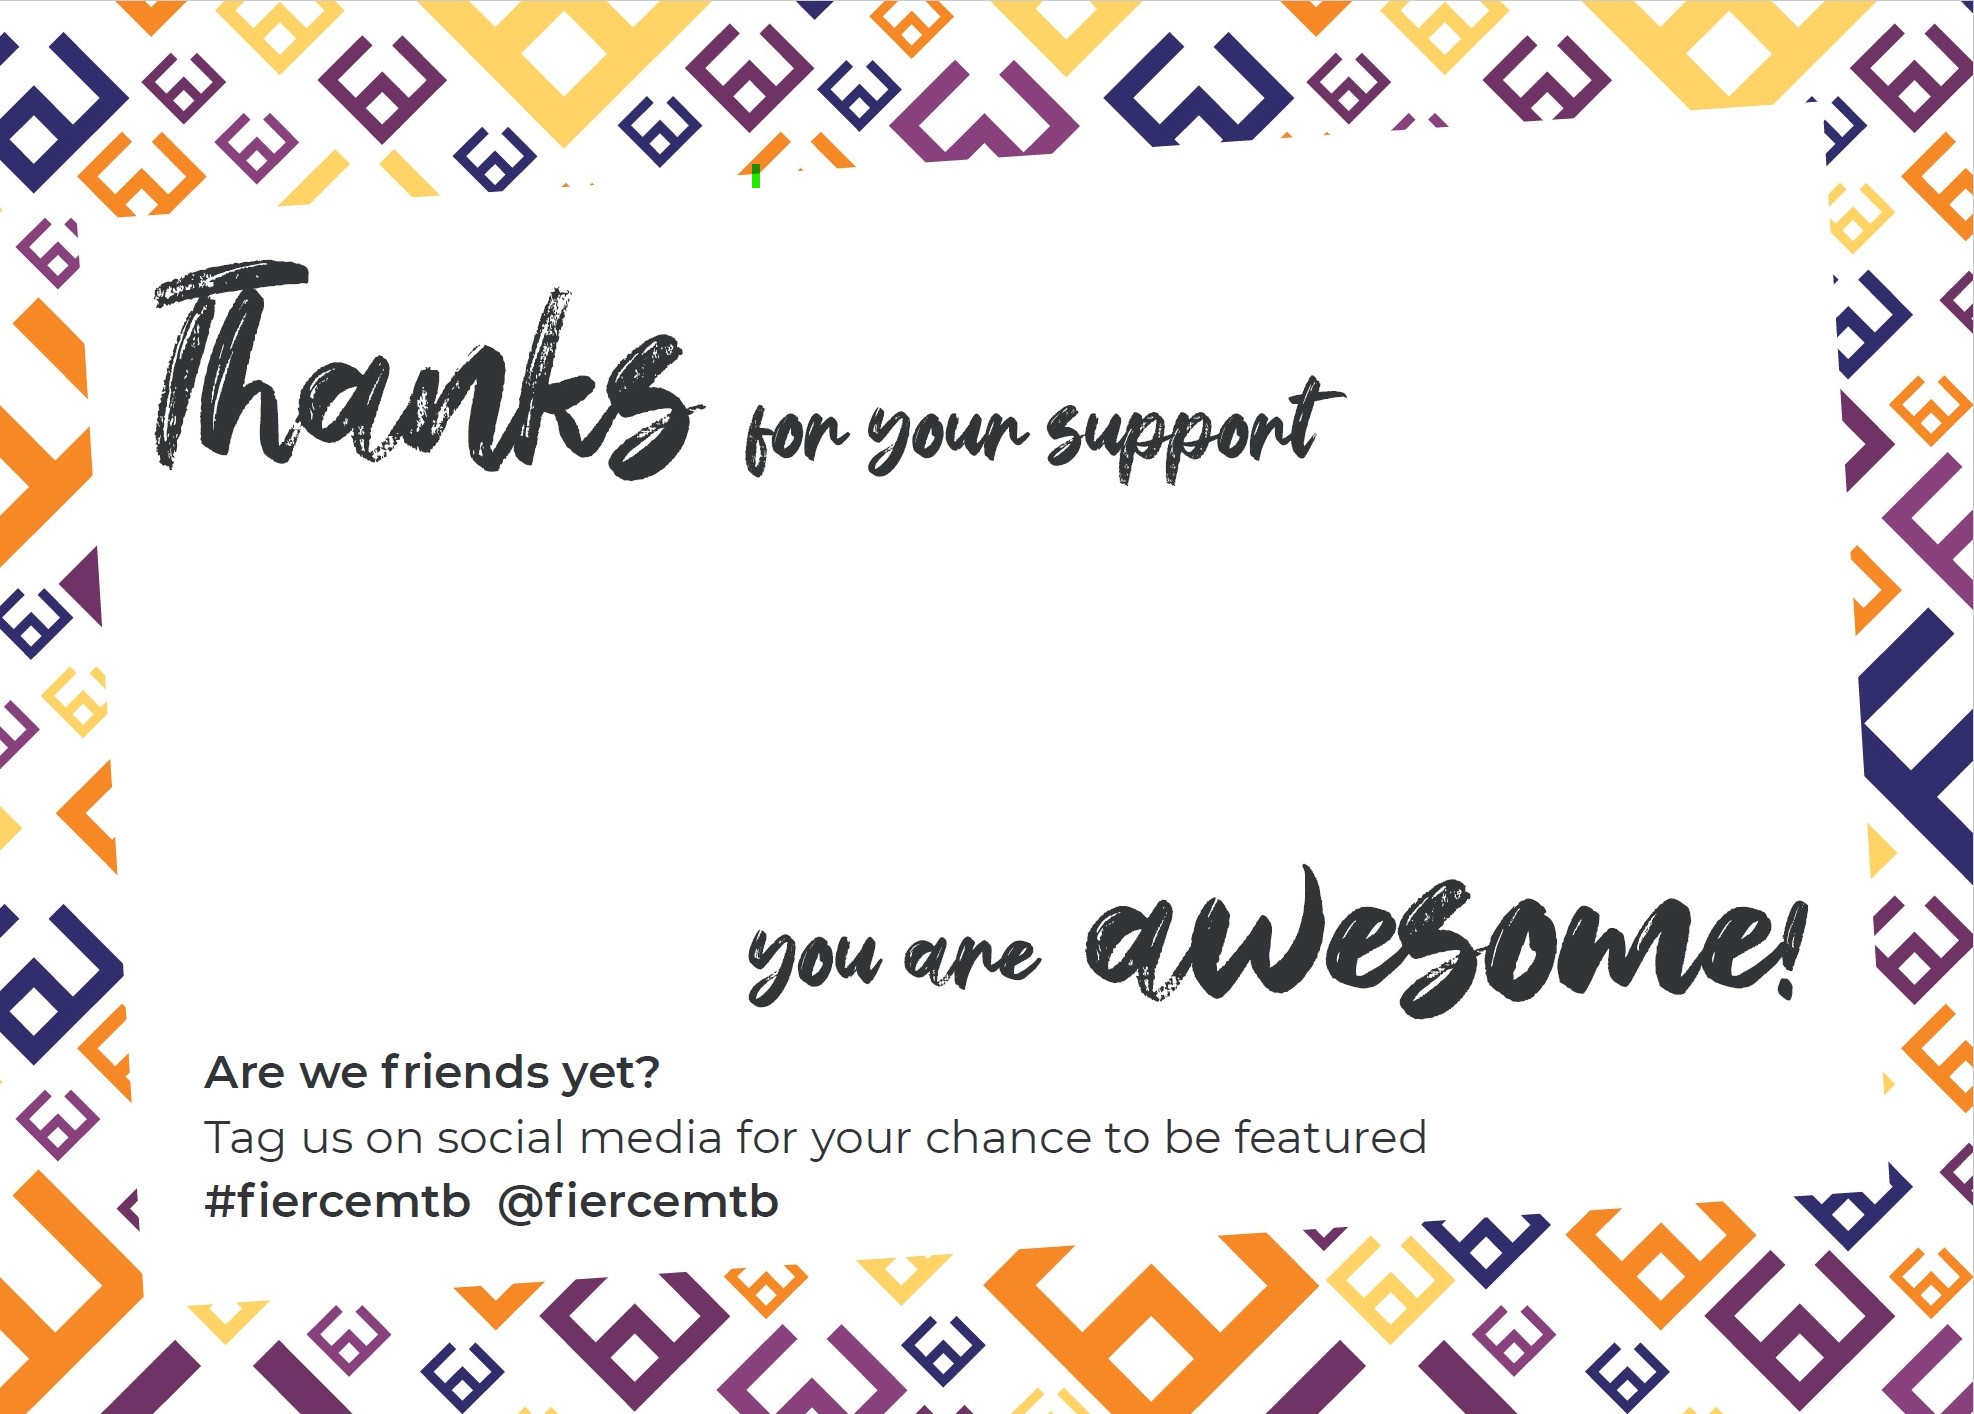 Thanks for your support
you are awesome!
Are we friends yet?
Tag us on social media for your chance to be featured
#fiercemtb @fiercemtb